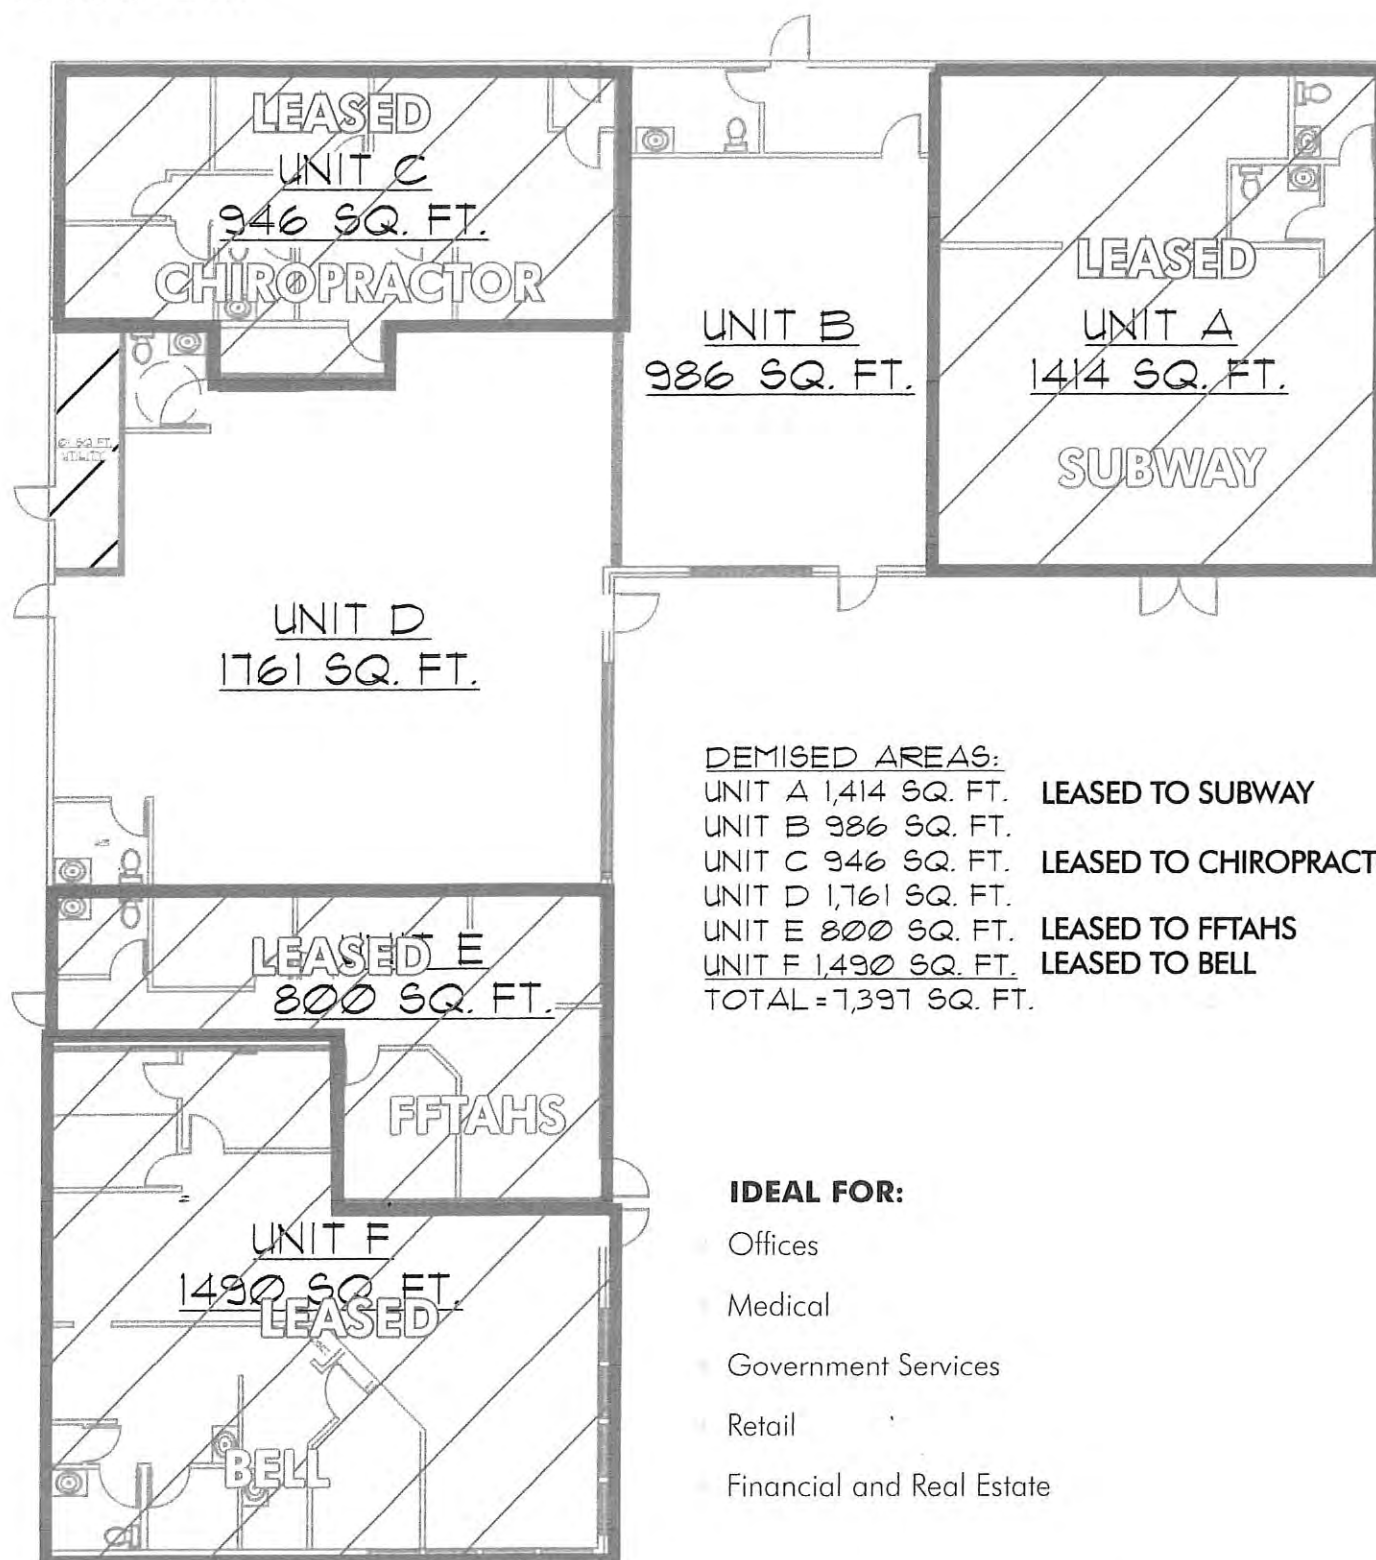 LEASED
UNIT C
946 SQ. FT.
CHIROPRACTOR
UNIT B
986 SQ. FT.
LEASED
UNIT A
1414 SQ. FT.
SUBWAY
SQ FT.
UTILITY
UNIT D
1761 SQ. FT.
DEMISED AREAS:
UNIT A 1,414 SQ. FT. LEASED TO SUBWAY
UNIT B 986 SQ. FT.
UNIT C 946 SQ. FT. LEASED TO CHIROPRACT
UNIT D 1,761 SQ. FT.
UNIT E 800 SQ. FT. LEASED TO FFTAHS
UNIT F 1,490 SQ. FT. LEASED TO BELL
TOTAL = 7,397 SQ. FT.
LEASED
UNIT E
800 SQ. FT.
FFTAHS
UNIT F
1490 SQ. FT.
LEASED
BELL
IDEAL FOR:
Offices
Medical
Government Services
Retail
Financial and Real Estate